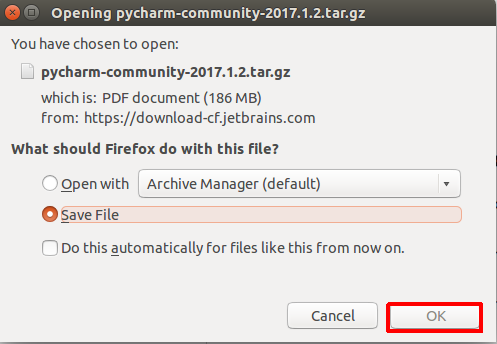 Opening pycharm-community-2017.1.2.tar.gz
You have chosen to open:
pycharm-community-2017.1.2.tar.gz
which is: PDF document (186 MB)
from: https://download-cf.jetbrains.com
What should Firefox do with this file?
Open with Archive Manager (default)
Save File
Do this automatically for files like this from now on.
Cancel OK